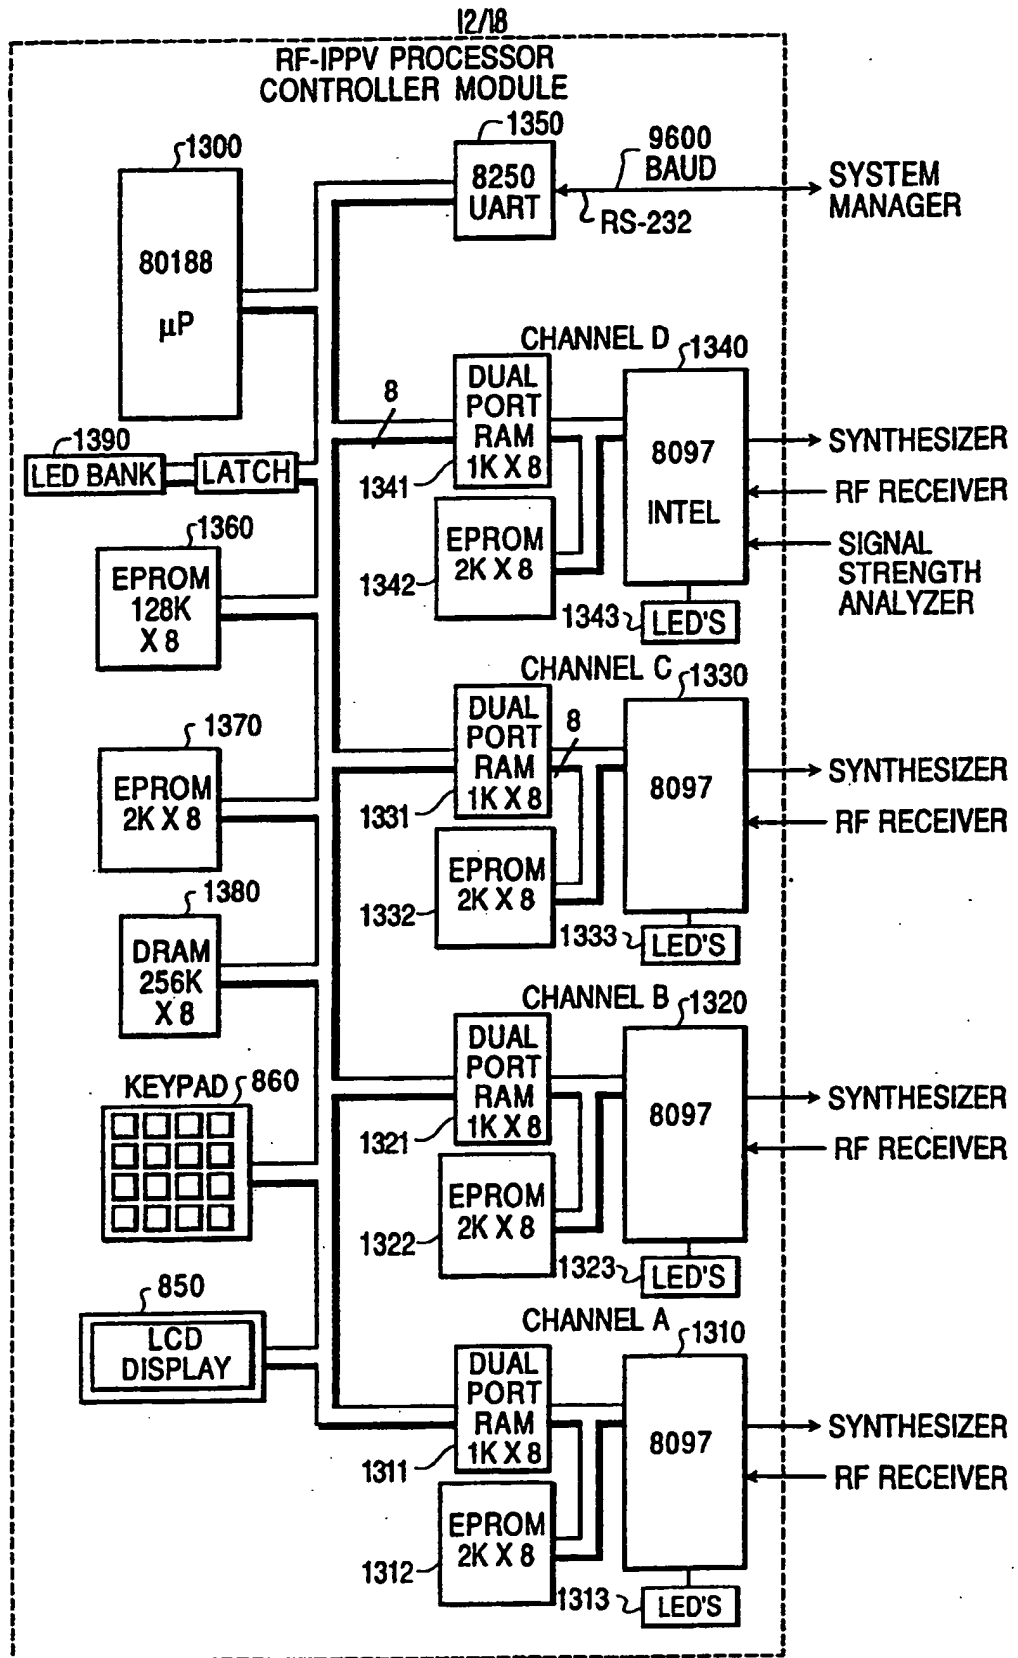 12/18
RF-IPPV PROCESSOR
CONTROLLER MODULE
1300
80188
µP
1350
8250
UART
9600
BAUD
RS-232
SYSTEM
MANAGER
1390
LED BANK
LATCH
1360
EPROM
128K
X 8
1370
EPROM
2K X 8
1380
DRAM
256K
X 8
KEYPAD
860
850
LCD
DISPLAY
CHANNEL D
8
DUAL
PORT
RAM
1K X 8
1341
EPROM
2K X 8
1342
1340
8097
INTEL
1343
LED'S
SYNTHESIZER
RF RECEIVER
SIGNAL
STRENGTH
ANALYZER
CHANNEL C
DUAL
PORT
RAM
1K X 8
8
1331
EPROM
2K X 8
1332
1330
8097
1333
LED'S
SYNTHESIZER
RF RECEIVER
CHANNEL B
DUAL
PORT
RAM
1K X 8
1321
EPROM
2K X 8
1322
1320
8097
1323
LED'S
SYNTHESIZER
RF RECEIVER
CHANNEL A
DUAL
PORT
RAM
1K X 8
1311
EPROM
2K X 8
1312
1310
8097
1313
LED'S
SYNTHESIZER
RF RECEIVER